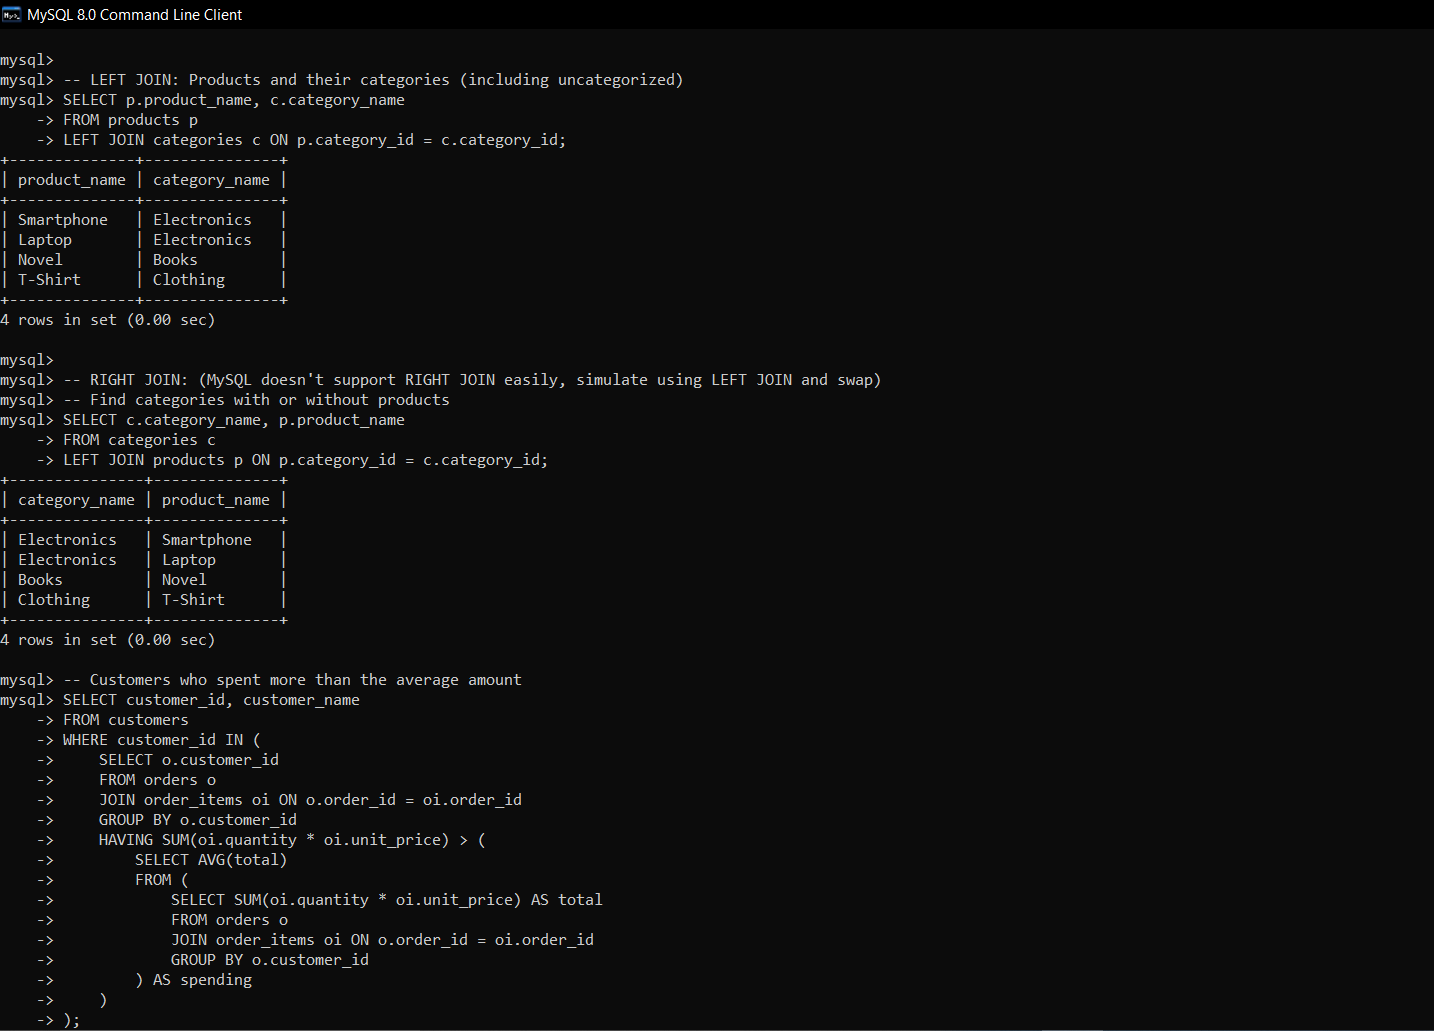 MySQL 8.0 Command Line Client
mysql>
mysql> -- LEFT JOIN: Products and their categories (including uncategorized)
mysql> SELECT p.product_name, c.category_name
    -> FROM products p
    -> LEFT JOIN categories c ON p.category_id = c.category_id;
+--------------+---------------+
| product_name | category_name |
+--------------+---------------+
| Smartphone   | Electronics   |
| Laptop       | Electronics   |
| Novel        | Books         |
| T-Shirt      | Clothing      |
+--------------+---------------+
4 rows in set (0.00 sec)
mysql>
mysql> -- RIGHT JOIN: (MySQL doesn't support RIGHT JOIN easily, simulate using LEFT JOIN and swap)
mysql> -- Find categories with or without products
mysql> SELECT c.category_name, p.product_name
    -> FROM categories c
    -> LEFT JOIN products p ON p.category_id = c.category_id;
+---------------+--------------+
| category_name | product_name |
+---------------+--------------+
| Electronics   | Smartphone   |
| Electronics   | Laptop       |
| Books         | Novel        |
| Clothing      | T-Shirt      |
+---------------+--------------+
4 rows in set (0.00 sec)
mysql> -- Customers who spent more than the average amount
mysql> SELECT customer_id, customer_name
    -> FROM customers
    -> WHERE customer_id IN (
    ->     SELECT o.customer_id
    ->     FROM orders o
    ->     JOIN order_items oi ON o.order_id = oi.order_id
    ->     GROUP BY o.customer_id
    ->     HAVING SUM(oi.quantity * oi.unit_price) > (
    ->         SELECT AVG(total)
    ->         FROM (
    ->             SELECT SUM(oi.quantity * oi.unit_price) AS total
    ->             FROM orders o
    ->             JOIN order_items oi ON o.order_id = oi.order_id
    ->             GROUP BY o.customer_id
    ->         ) AS spending
    ->     )
    -> );